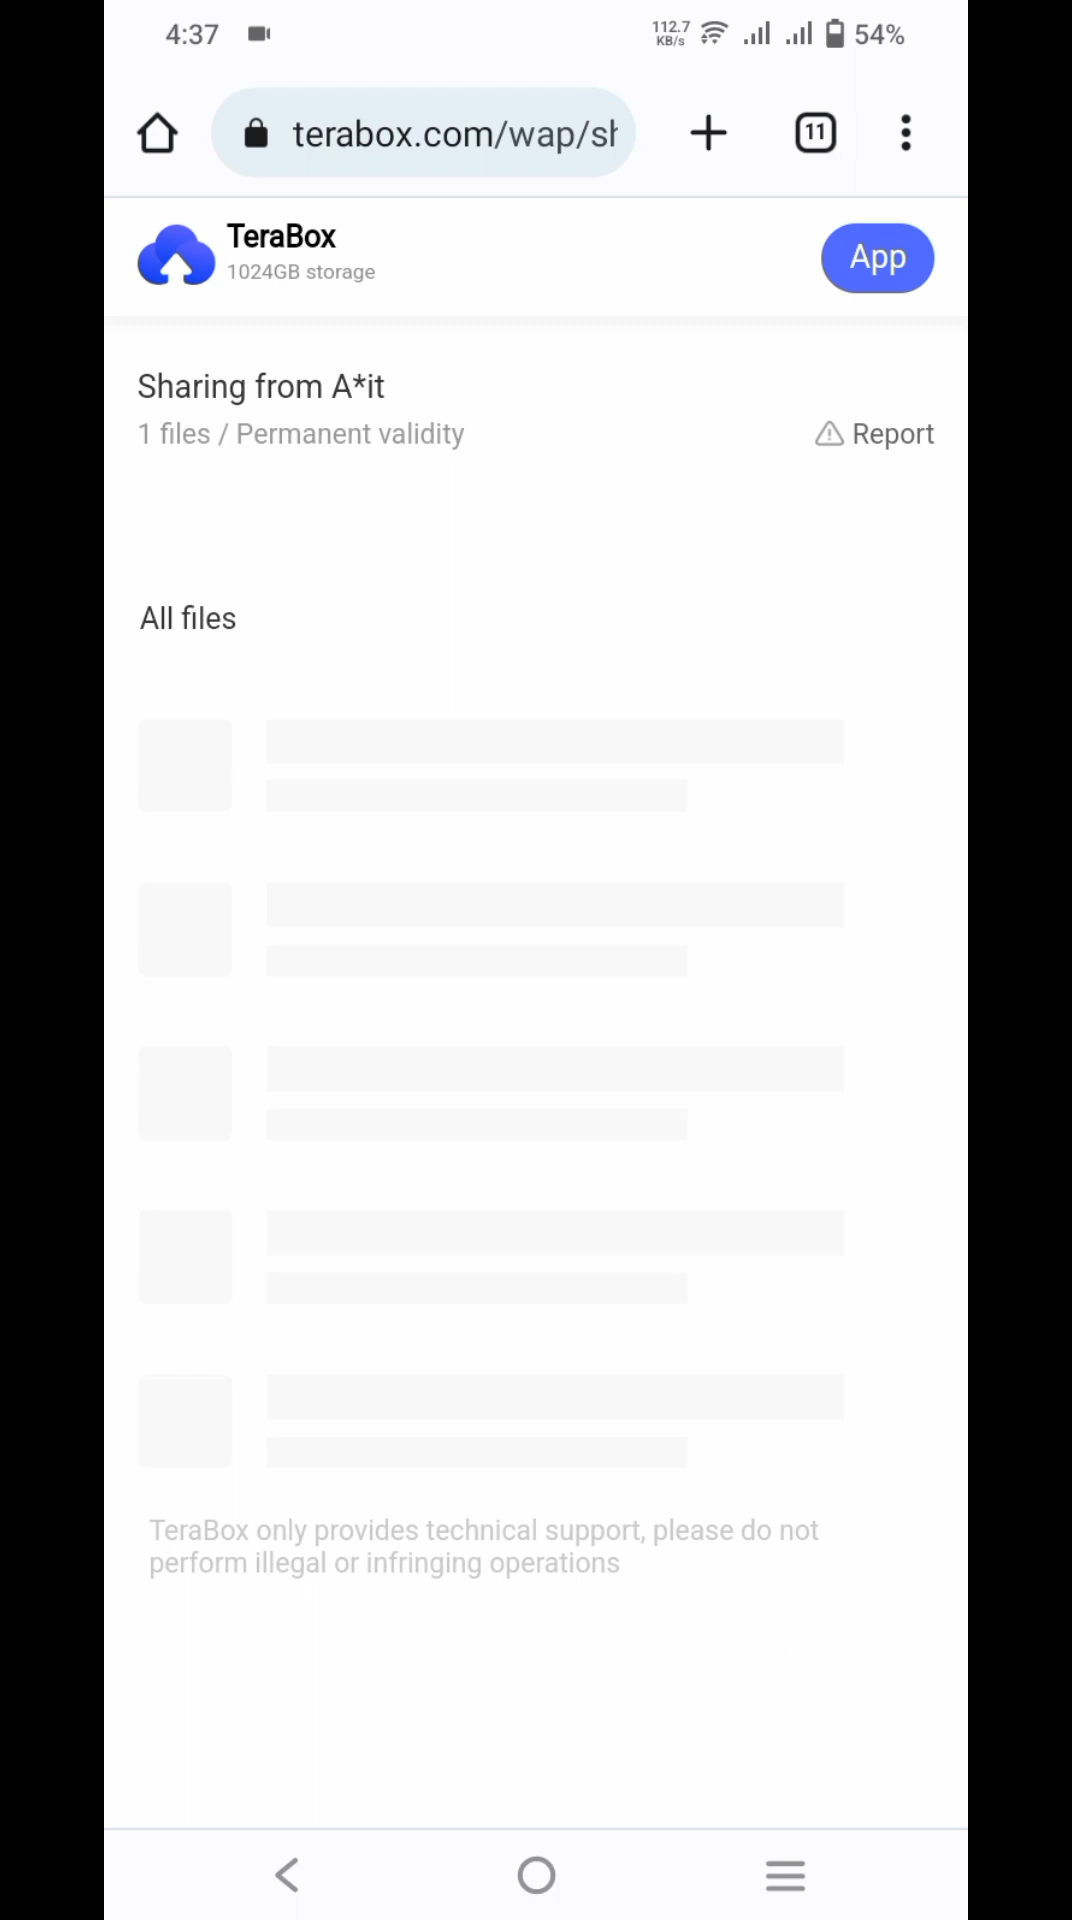 4:37
112.7
KB/s
54%
terabox.com/wap/sh
11
TeraBox
1024GB storage
App
Sharing from A*it
1 files / Permanent validity
Report
All files
TeraBox only provides technical support, please do not
perform illegal or infringing operations